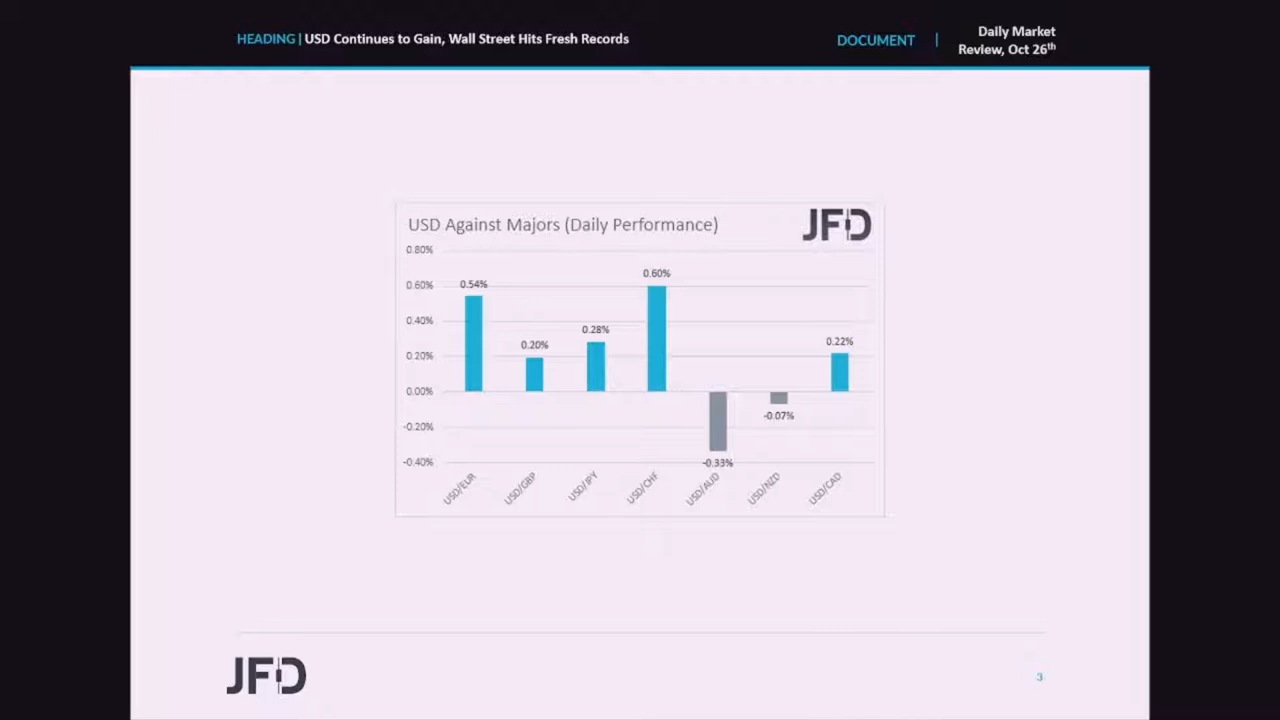 HEADING | USD Continues to Gain, Wall Street Hits Fresh Records
DOCUMENT |
Daily Market
Review, Oct 26th
USD Against Majors (Daily Performance)
JFD
0.80%
0.60%
0.40%
0.20%
0.00%
-0.20%
-0.40%
0.54%
0.20%
0.28%
0.60%
-0.33%
-0.07%
0.22%
USD/EUR
USD/GBP
USD/JPY
USD/CHF
USD/AUD
USD/NZD
USD/CAD
JFD
3